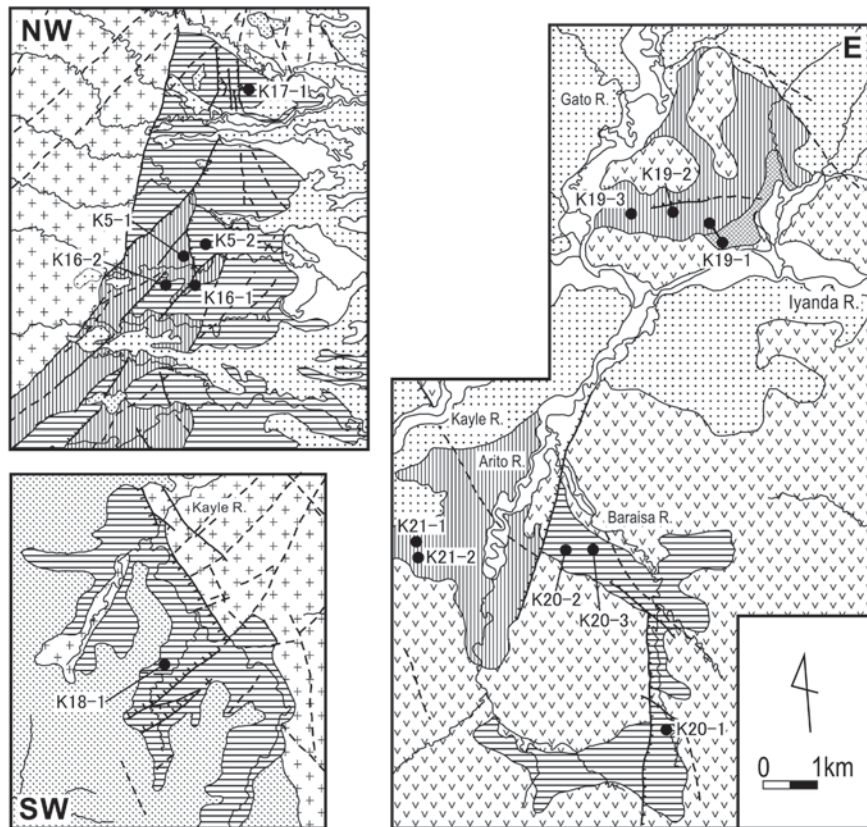 NW
K17-1
K5-1
K5-2
K16-2
K16-1
E
Gato R.
K19-2
K19-3
K19-1
Iyanda R.
Kayle R.
Arito R.
Baraisa R.
K21-1
K21-2
K20-2
K20-3
K20-1
0 1km
Kayle R.
K18-1
SW